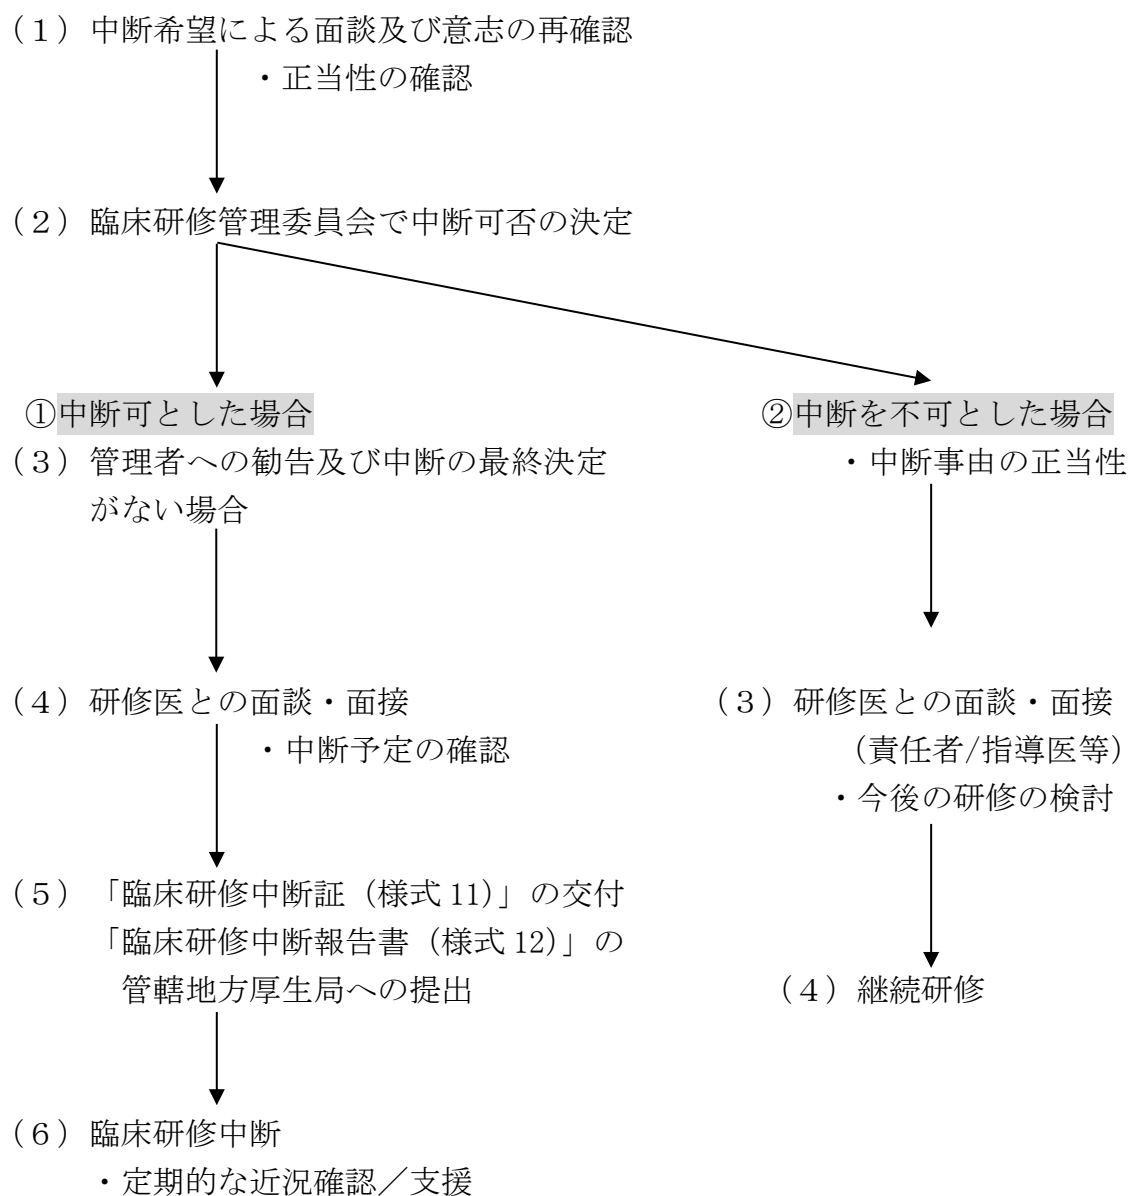 （１）中断希望による面談及び意志の再確認
・正当性の確認
（２）臨床研修管理委員会で中断可否の決定
①中断可とした場合
（３）管理者への勧告及び中断の最終決定
がない場合
（４）研修医との面談・面接
・中断予定の確認
（５）「臨床研修中断証（様式 11）」の交付
「臨床研修中断報告書（様式 12）」の
管轄地方厚生局への提出
（６）臨床研修中断
・定期的な近況確認／支援
②中断を不可とした場合
・中断事由の正当性
（３）研修医との面談・面接
（責任者/指導医等）
・今後の研修の検討
（４）継続研修